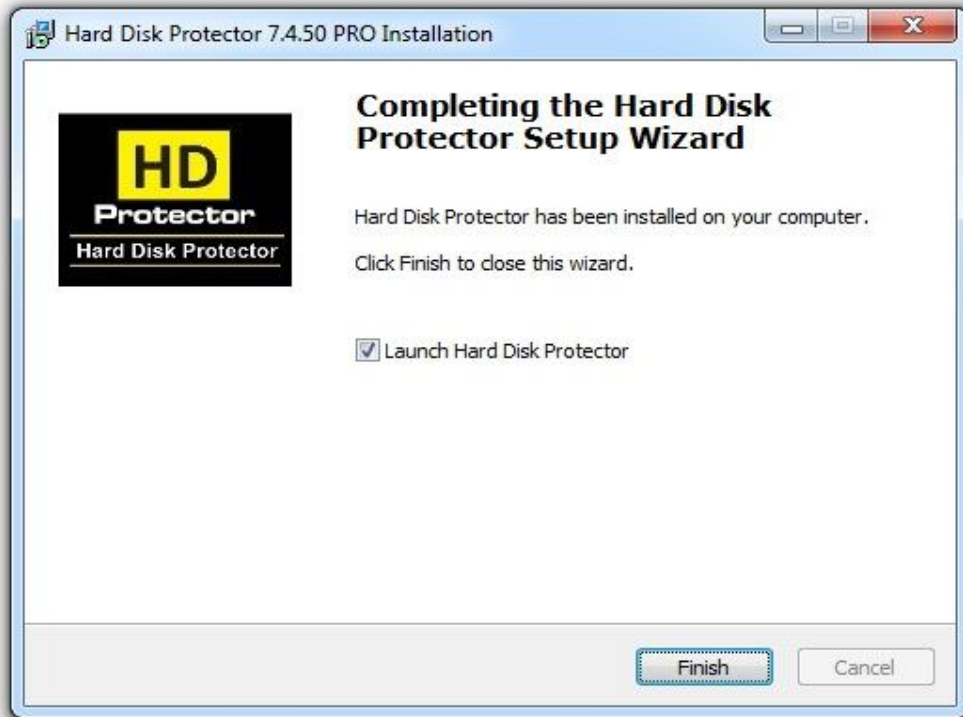 Hard Disk Protector 7.4.50 PRO Installation
HD
Protector
Hard Disk Protector
Completing the Hard Disk
Protector Setup Wizard
Hard Disk Protector has been installed on your computer.
Click Finish to close this wizard.
Launch Hard Disk Protector
Finish
Cancel